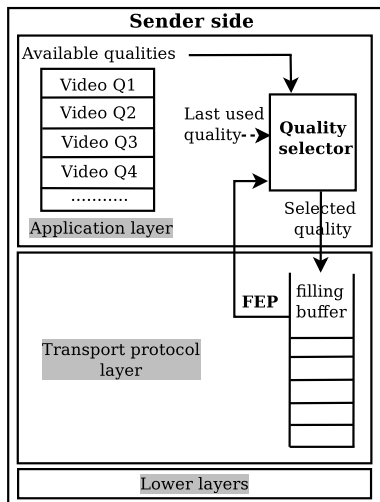 Sender side
Available qualities
Video Q1
Video Q2
Video Q3
Video Q4
...........
Last used
quality
Quality
selector
Application layer
Selected
quality
FEP
filling
buffer
Transport protocol
layer
Lower layers